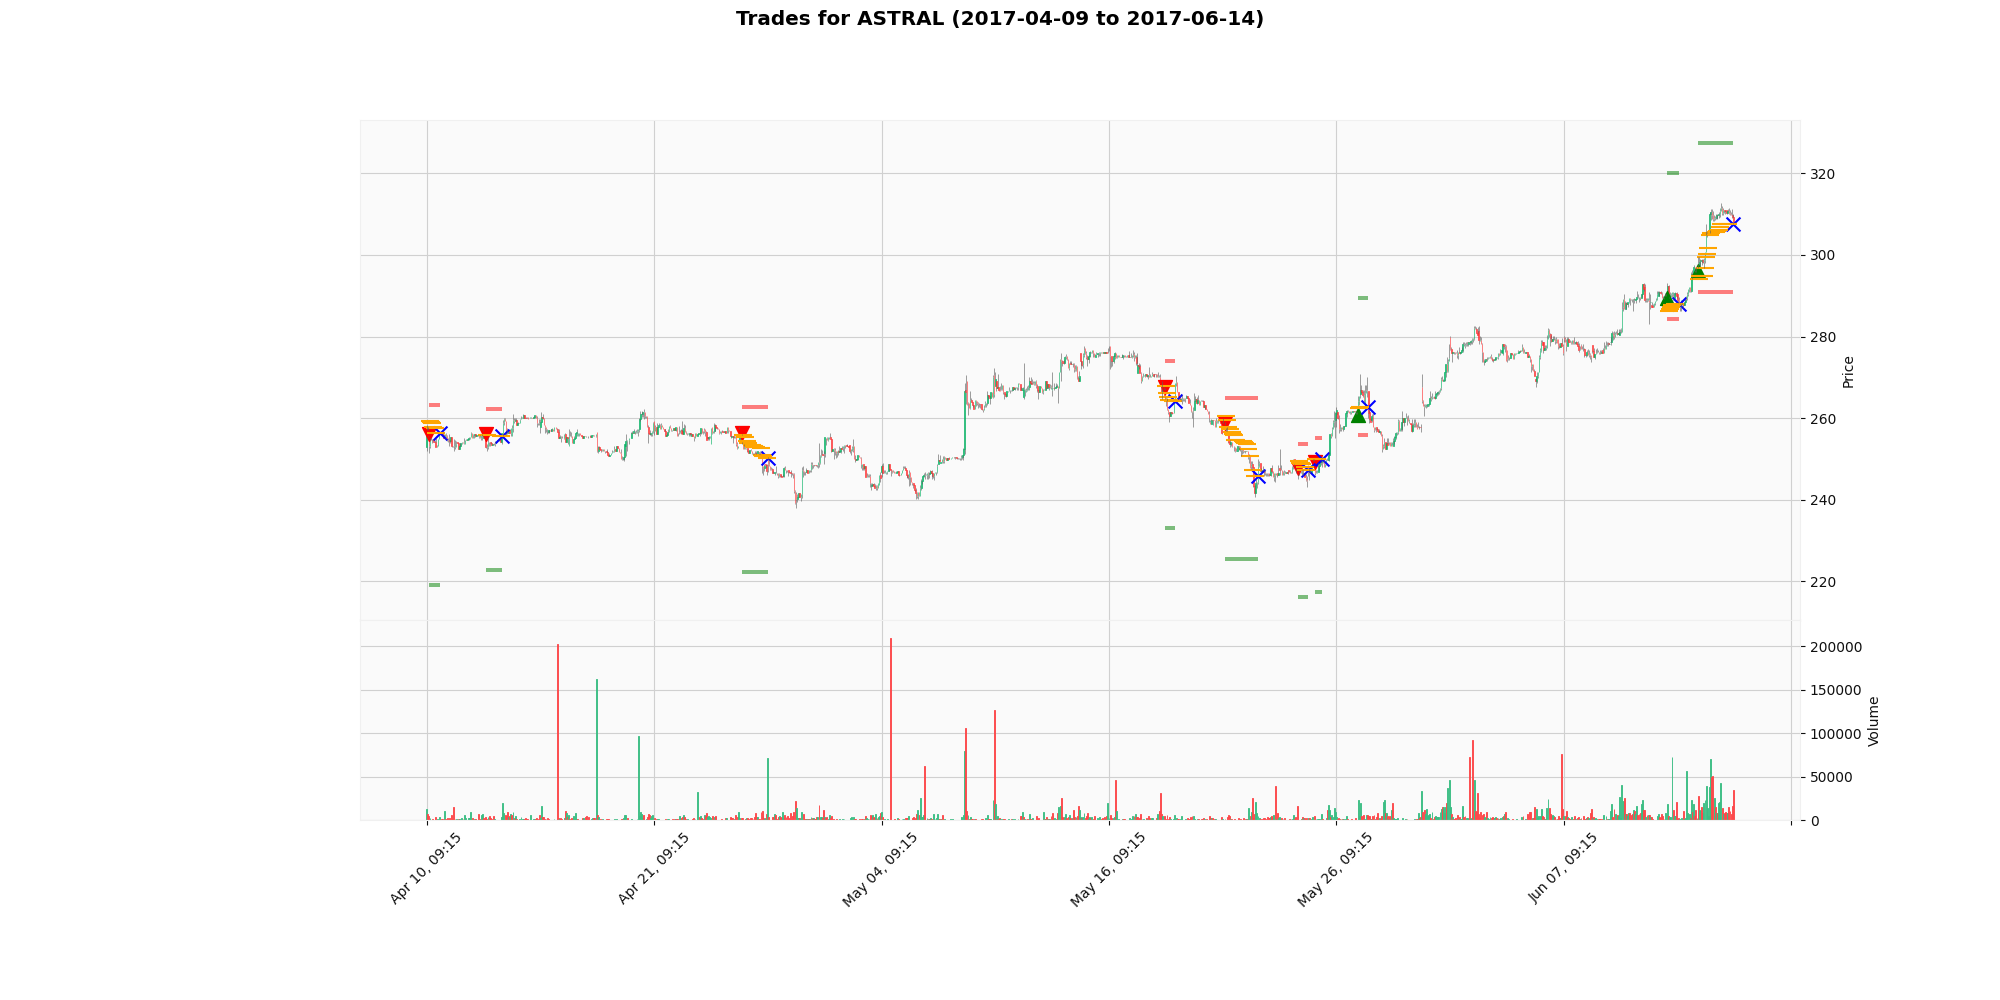 Trades for ASTRAL (2017-04-09 to 2017-06-14)
320
300
280
260
240
220
Price
200000
150000
100000
50000
0
Volume
Apr 10, 09:15
Apr 21, 09:15
May 04, 09:15
May 16, 09:15
May 26, 09:15
Jun 07, 09:15